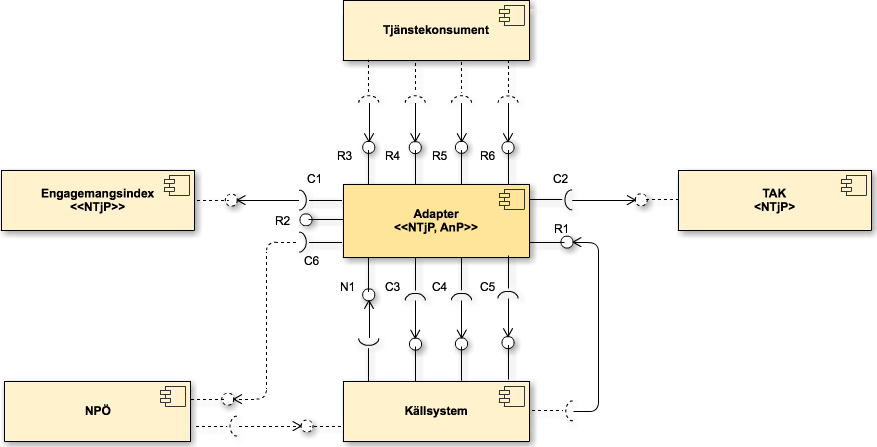 Tjänstekonsument
R3
R4
R5
R6
Engagemangsindex
<<NTjP>>
C1
R2
C6
Adapter
<<NTjP, AnP>>
C2
R1
TAK
<NTjP>
N1
C3
C4
C5
NPÖ
Källsystem